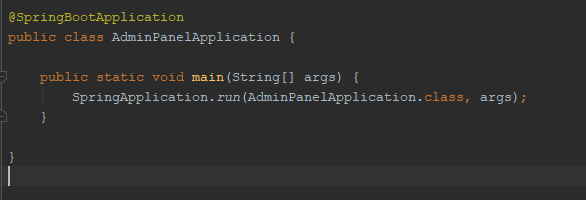 @SpringBootApplication
public class AdminPanelApplication {
public static void main(String[] args) {
SpringApplication.run(AdminPanelApplication.class, args);
}
}